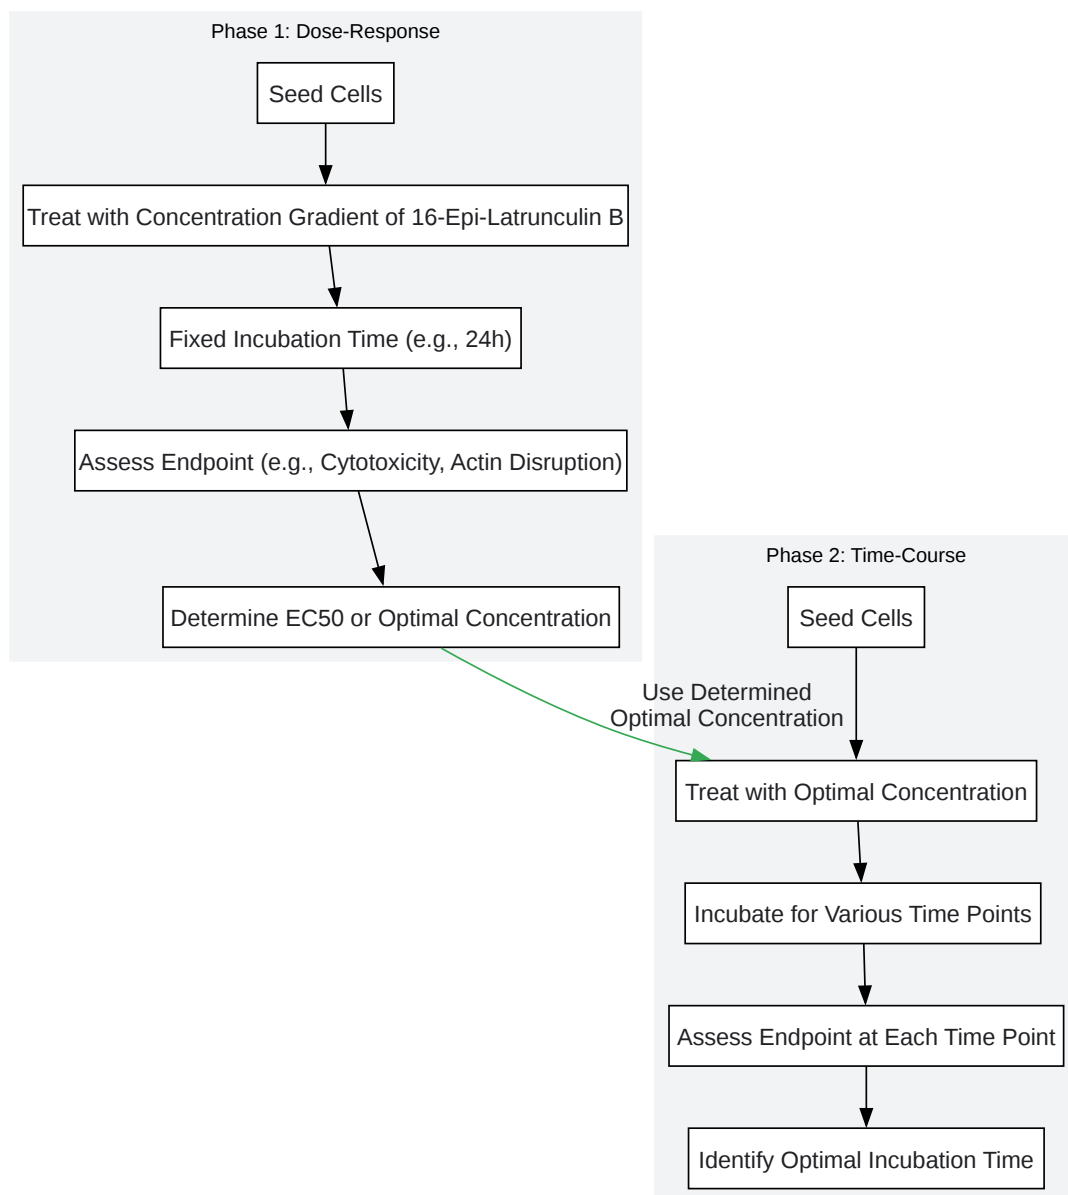 Phase 1: Dose-Response
Seed Cells
Treat with Concentration Gradient of 16-Epi-Latrunculin B
Fixed Incubation Time (e.g., 24h)
Assess Endpoint (e.g., Cytotoxicity, Actin Disruption)
Determine EC50 or Optimal Concentration
Use Determined
Optimal Concentration
Phase 2: Time-Course
Seed Cells
Treat with Optimal Concentration
Incubate for Various Time Points
Assess Endpoint at Each Time Point
Identify Optimal Incubation Time